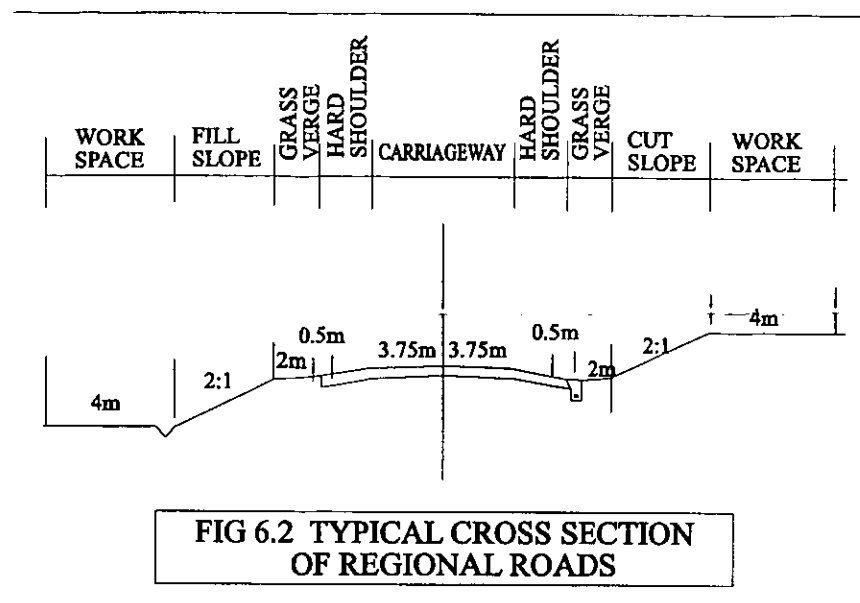 WORK
SPACE
FILL
SLOPE
GRASS
VERGE
HARD
SHOULDER
CARRIAGEWAY
HARD
SHOULDER
GRASS
VERGE
CUT
SLOPE
WORK
SPACE
4m
2:1
2m
0.5m
3.75m
3.75m
0.5m
2m
2:1
4m
FIG 6.2 TYPICAL CROSS SECTION
OF REGIONAL ROADS